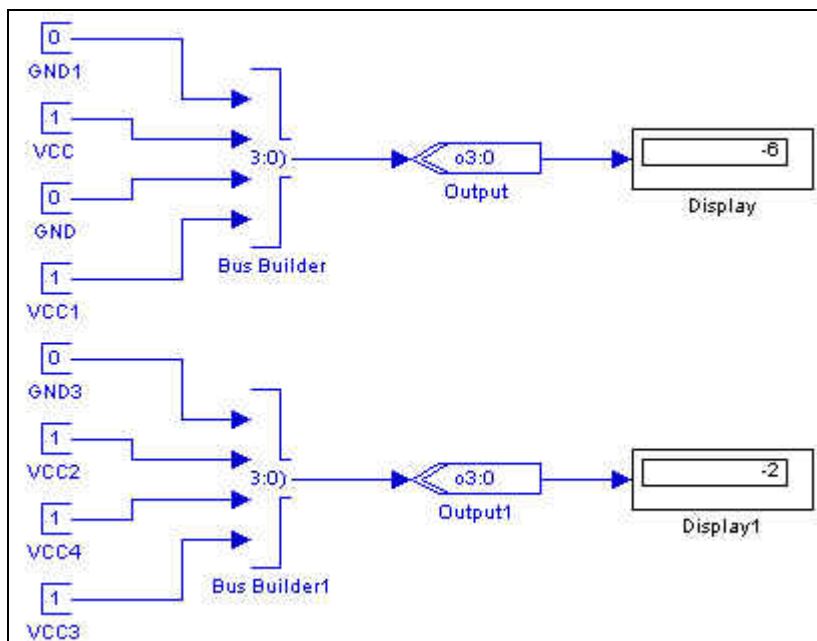 0
GND1
1
VCC
0
GND
1
VCC1
3:0)
Bus Builder
o3:0
Output
-6
Display
0
GND3
1
VCC2
1
VCC4
1
VCC3
3:0)
Bus Builder1
o3:0
Output1
-2
Display1